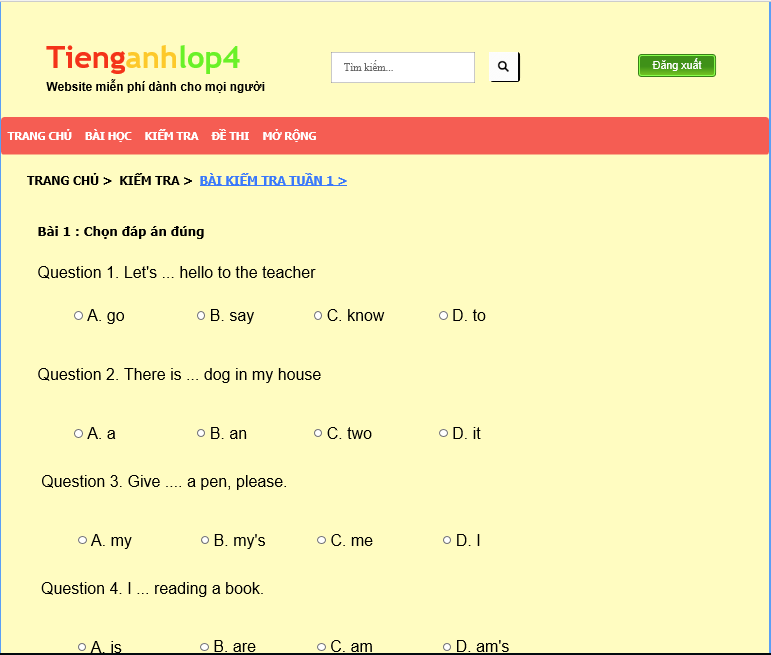 Tienganhlop4
Website miễn phí dành cho mọi người
Tìm kiếm...
Đăng xuất
TRANG CHỦ BÀI HỌC KIỂM TRA ĐỀ THI MỞ RỘNG
TRANG CHỦ > KIỂM TRA > BÀI KIỂM TRA TUẦN 1 >
Bài 1 : Chọn đáp án đúng
Question 1. Let's ... hello to the teacher
A. go B. say C. know D. to
Question 2. There is ... dog in my house
A. a B. an C. two D. it
Question 3. Give .... a pen, please.
A. my B. my's C. me D. I
Question 4. I ... reading a book.
A. is B. are C. am D. am's